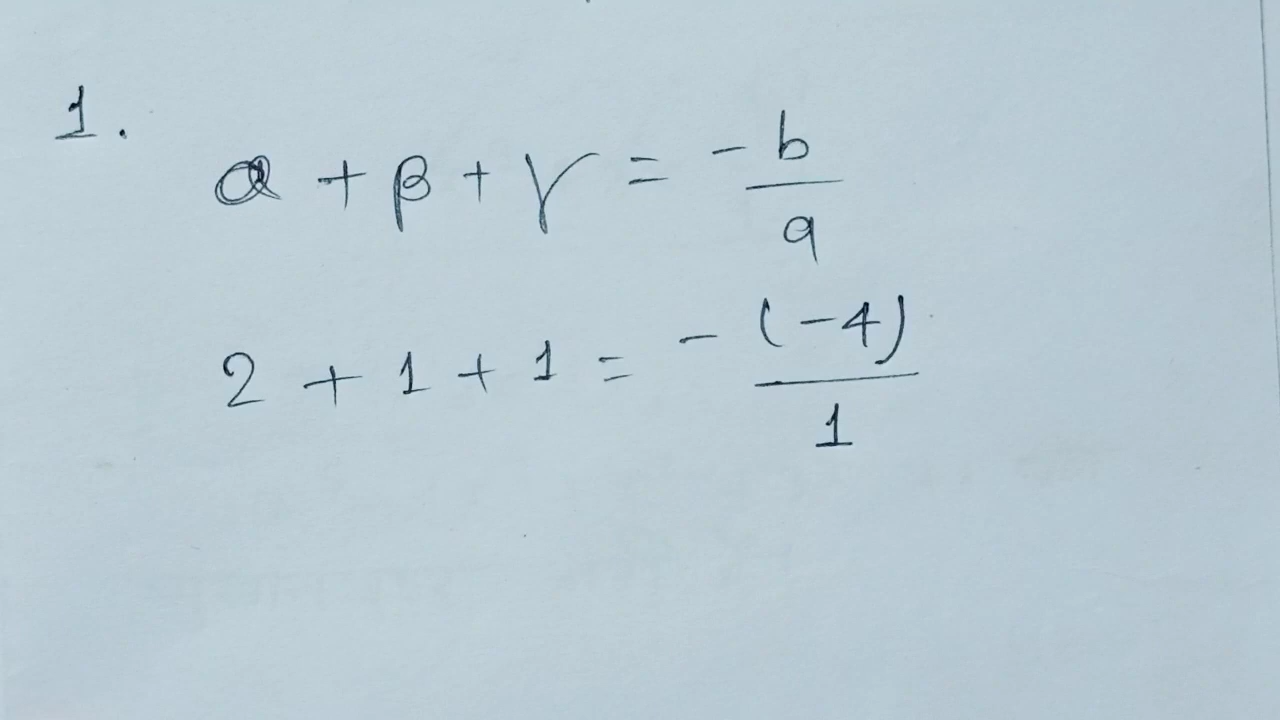 1.
α + β + γ = - b/a
2 + 1 + 1 = - (-4)/1